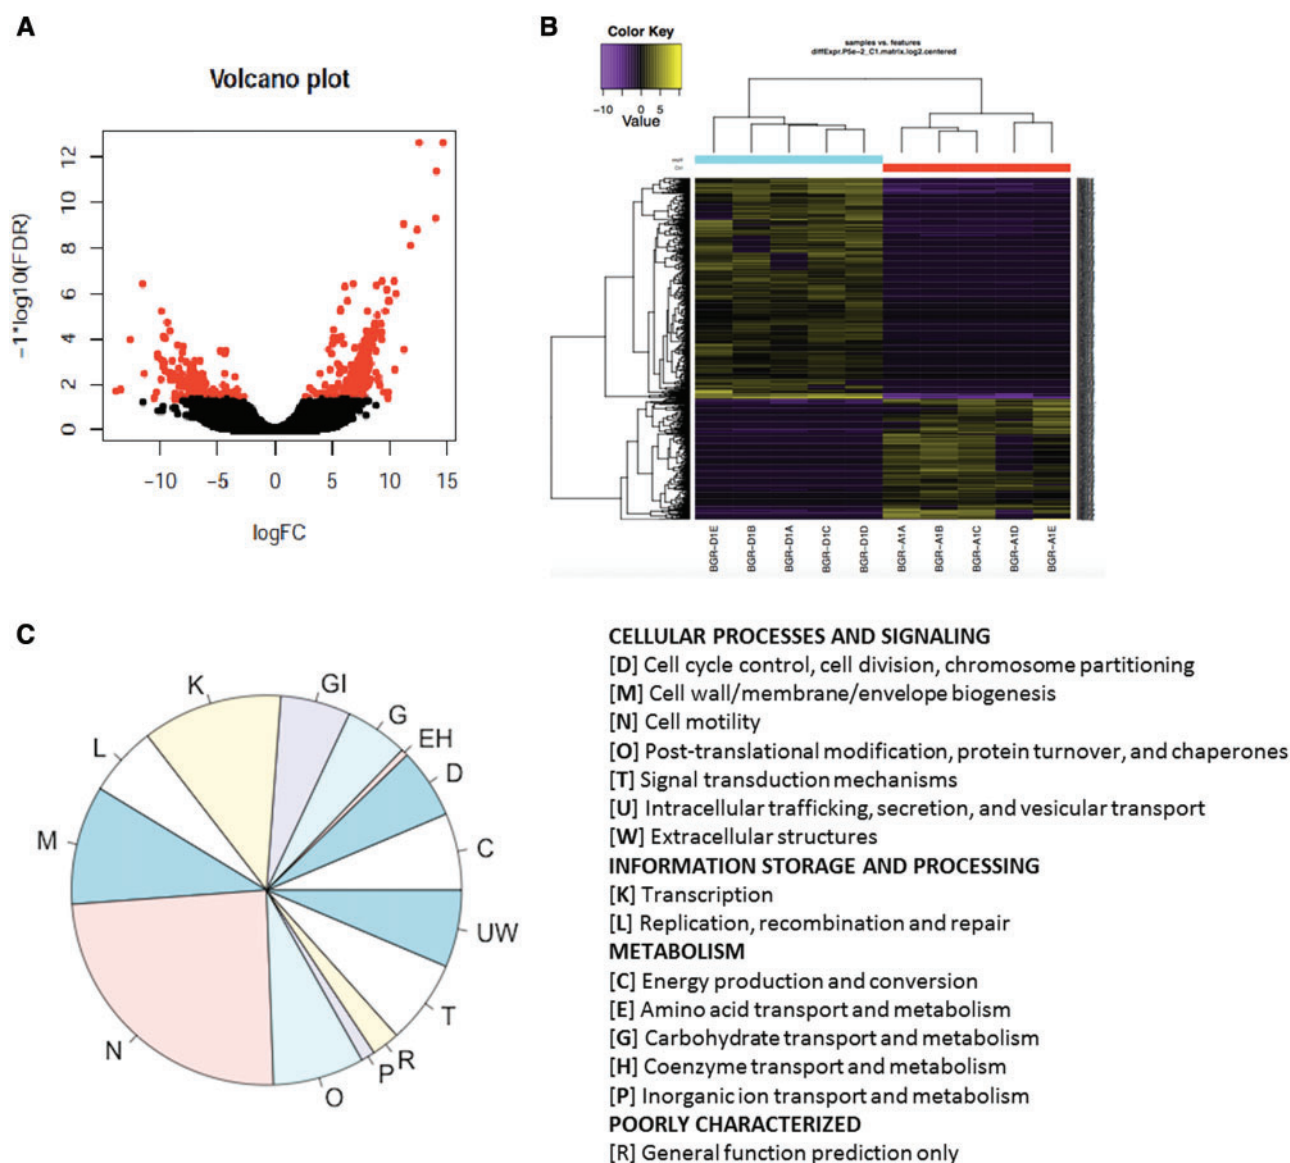 A
Volcano plot
-1*log10(FDR)
12
10
8
6
4
2
0
-10 -5 0 5 10 15
logFC
B
Color Key
-10 0 5
Value
samples vs. features
diffExpr.P5e-2_C1.matrix.log2.centered
BGR-D1E
BGR-D1B
BGR-D1A
BGR-D1C
BGR-D1D
BGR-A1A
BGR-A1B
BGR-A1C
BGR-A1D
BGR-A1E
C
K
GI
G
EH
D
C
UW
T
R
P
O
N
M
L
CELLULAR PROCESSES AND SIGNALING
[D] Cell cycle control, cell division, chromosome partitioning
[M] Cell wall/membrane/envelope biogenesis
[N] Cell motility
[O] Post-translational modification, protein turnover, and chaperones
[T] Signal transduction mechanisms
[U] Intracellular trafficking, secretion, and vesicular transport
[W] Extracellular structures
INFORMATION STORAGE AND PROCESSING
[K] Transcription
[L] Replication, recombination and repair
METABOLISM
[C] Energy production and conversion
[E] Amino acid transport and metabolism
[G] Carbohydrate transport and metabolism
[H] Coenzyme transport and metabolism
[P] Inorganic ion transport and metabolism
POORLY CHARACTERIZED
[R] General function prediction only